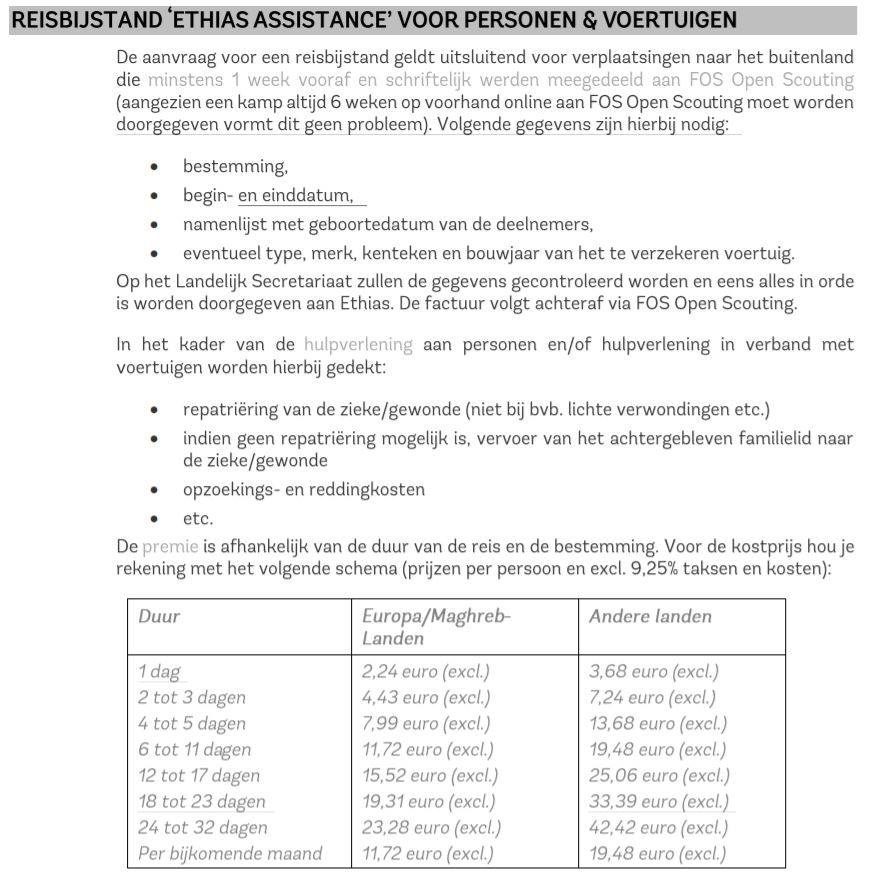 REISBIJSTAND ‘ETHIAS ASSISTANCE’ VOOR PERSONEN & VOERTUIGEN
De aanvraag voor een reisbijstand geldt uitsluitend voor verplaatsingen naar het buitenland
die minstens 1 week vooraf en schriftelijk werden meegedeeld aan FOS Open Scouting
(aangezien een kamp altijd 6 weken op voorhand online aan FOS Open Scouting moet worden
doorgegeven vormt dit geen probleem). Volgende gegevens zijn hierbij nodig:
• bestemming,
• begin- en einddatum,
• namenlijst met geboortedatum van de deelnemers,
• eventueel type, merk, kenteken en bouwjaar van het te verzekeren voertuig.
Op het Landelijk Secretariaat zullen de gegevens gecontroleerd worden en eens alles in orde
is worden doorgegeven aan Ethias. De factuur volgt achteraf via FOS Open Scouting.
In het kader van de hulpverlening aan personen en/of hulpverlening in verband met
voertuigen worden hierbij gedekt:
• repatriëring van de zieke/gewonde (niet bij bvb. lichte verwondingen etc.)
• indien geen repatriëring mogelijk is, vervoer van het achtergebleven familielid naar
de zieke/gewonde
• opzoekings- en reddingkosten
• etc.
De premie is afhankelijk van de duur van de reis en de bestemming. Voor de kostprijs hou je
rekening met het volgende schema (prijzen per persoon en excl. 9,25% taksen en kosten):
Duur Europa/Maghreb- Andere landen
Landen
1 dag 2,24 euro (excl.) 3,68 euro (excl.)
2 tot 3 dagen 4,43 euro (excl.) 7,24 euro (excl.)
4 tot 5 dagen 7,99 euro (excl.) 13,68 euro (excl.)
6 tot 11 dagen 11,72 euro (excl.) 19,48 euro (excl.)
12 tot 17 dagen 15,52 euro (excl.) 25,06 euro (excl.)
18 tot 23 dagen 19,31 euro (excl.) 33,39 euro (excl.)
24 tot 32 dagen 23,28 euro (excl.) 42,42 euro (excl.)
Per bijkomende maand 11,72 euro (excl.) 19,48 euro (excl.)